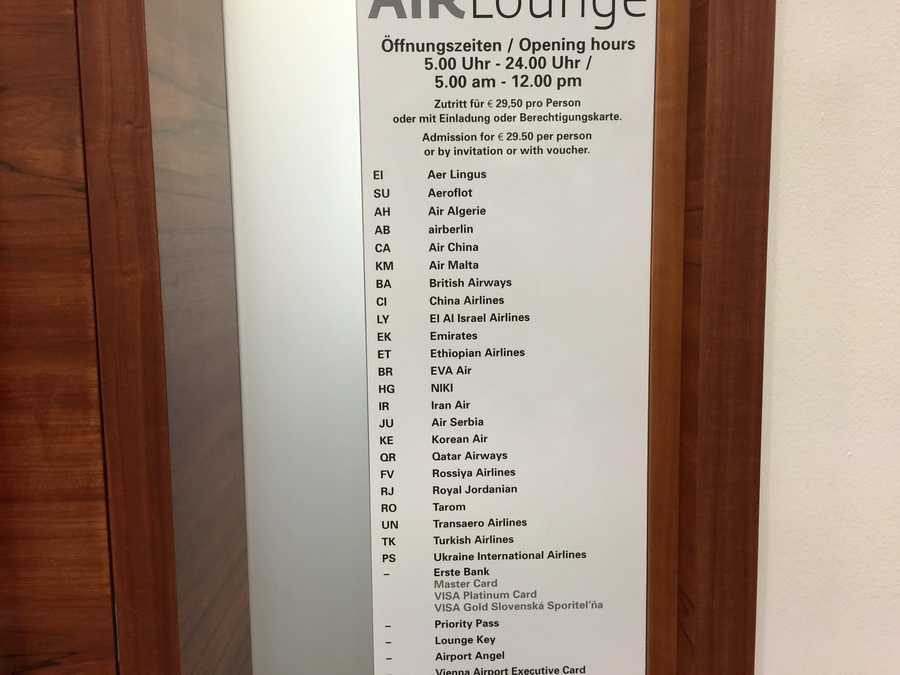 AIRLounge
Öffnungszeiten / Opening hours
5.00 Uhr - 24.00 Uhr /
5.00 am - 12.00 pm
Zutritt für € 29,50 pro Person
oder mit Einladung oder Berechtigungskarte.
Admission for € 29.50 per person
or by invitation or with voucher.
EI Aer Lingus
SU Aeroflot
AH Air Algerie
AB airberlin
CA Air China
KM Air Malta
BA British Airways
CI China Airlines
LY El Al Israel Airlines
EK Emirates
ET Ethiopian Airlines
BR EVA Air
HG NIKI
IR Iran Air
JU Air Serbia
KE Korean Air
QR Qatar Airways
FV Rossiya Airlines
RJ Royal Jordanian
RO Tarom
UN Transaero Airlines
TK Turkish Airlines
PS Ukraine International Airlines
– Erste Bank
Master Card
VISA Platinum Card
VISA Gold Slovenská Sporitel'ňa
– Priority Pass
– Lounge Key
– Airport Angel
– Vienna Airport Executive Card